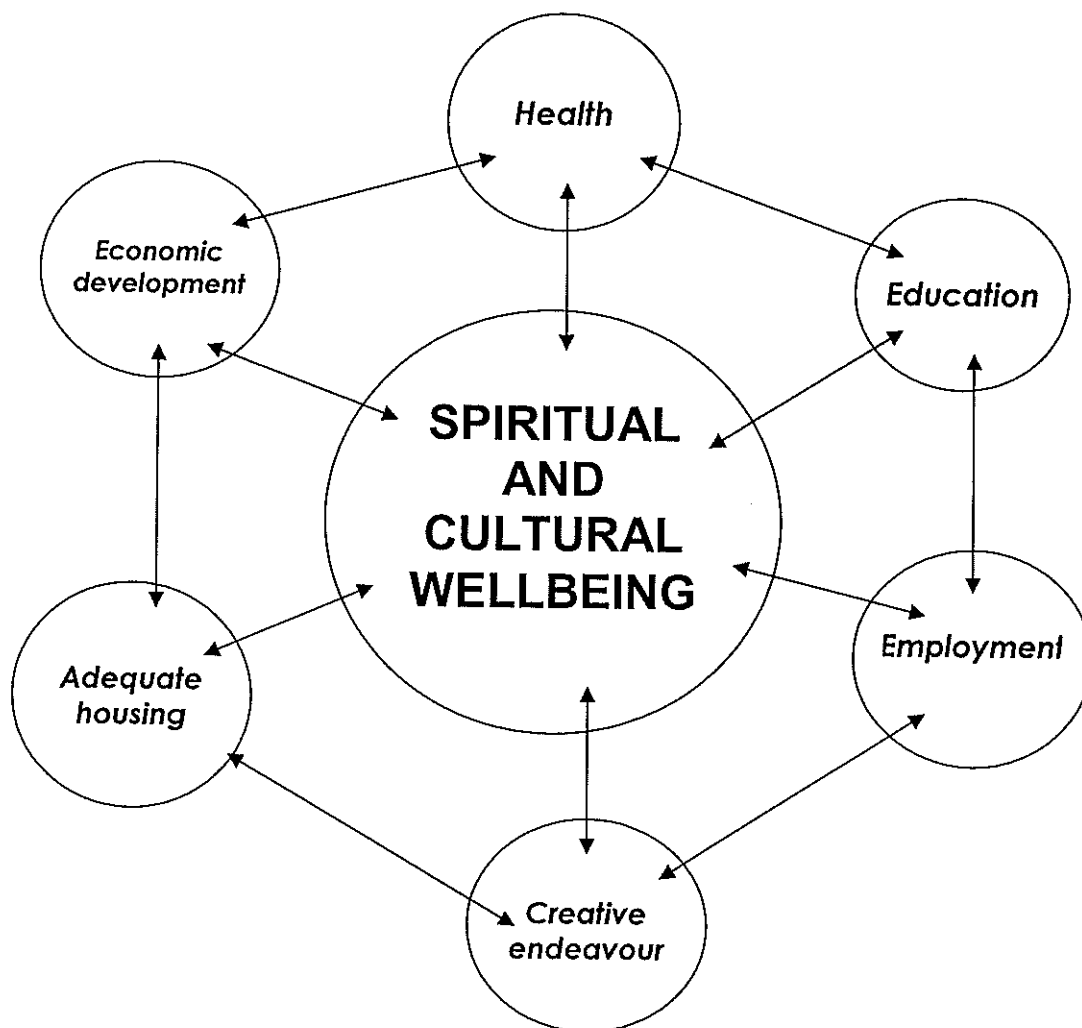 Health
Economic
development
Education
SPIRITUAL
AND
CULTURAL
WELLBEING
Employment
Adequate
housing
Creative
endeavour